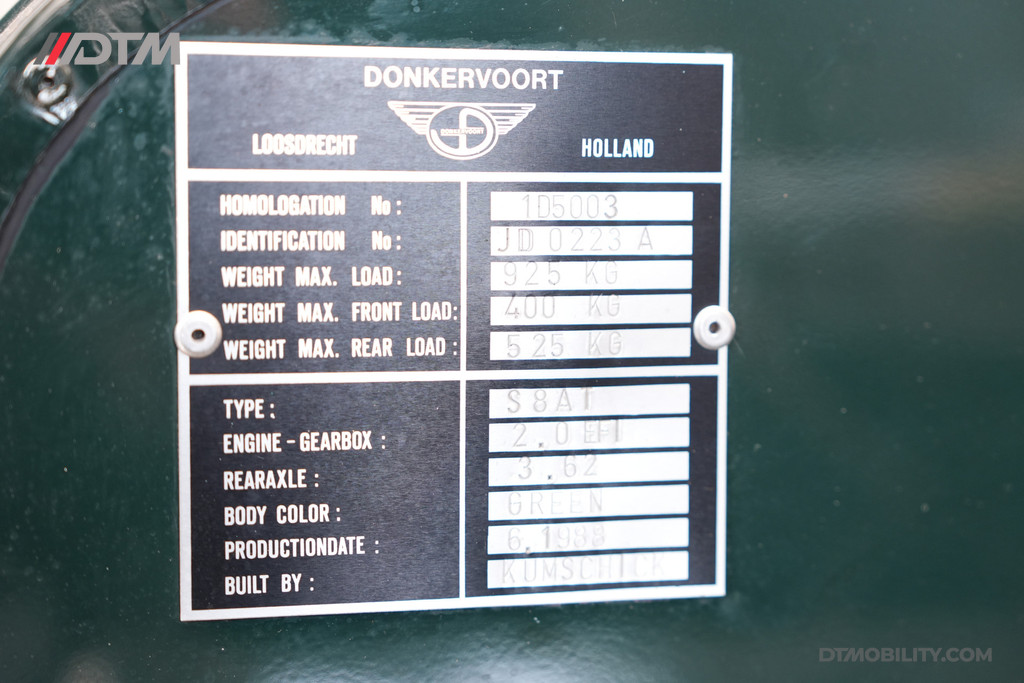 DTM
DONKERVOORT
DONKERVOORT
LOOSDRECHT HOLLAND
HOMOLOGATION No: 1D5003
IDENTIFICATION No: JD 0223 A
WEIGHT MAX. LOAD: 925 KG
WEIGHT MAX. FRONT LOAD: 400 KG
WEIGHT MAX. REAR LOAD: 525 KG
TYPE: S8AT
ENGINE-GEARBOX: 2.0 EFI
REARAXLE: 3.62
BODY COLOR: GREEN
PRODUCTIONDATE:
BUILT BY: KUMSCHICK
DTMOBILITY.COM